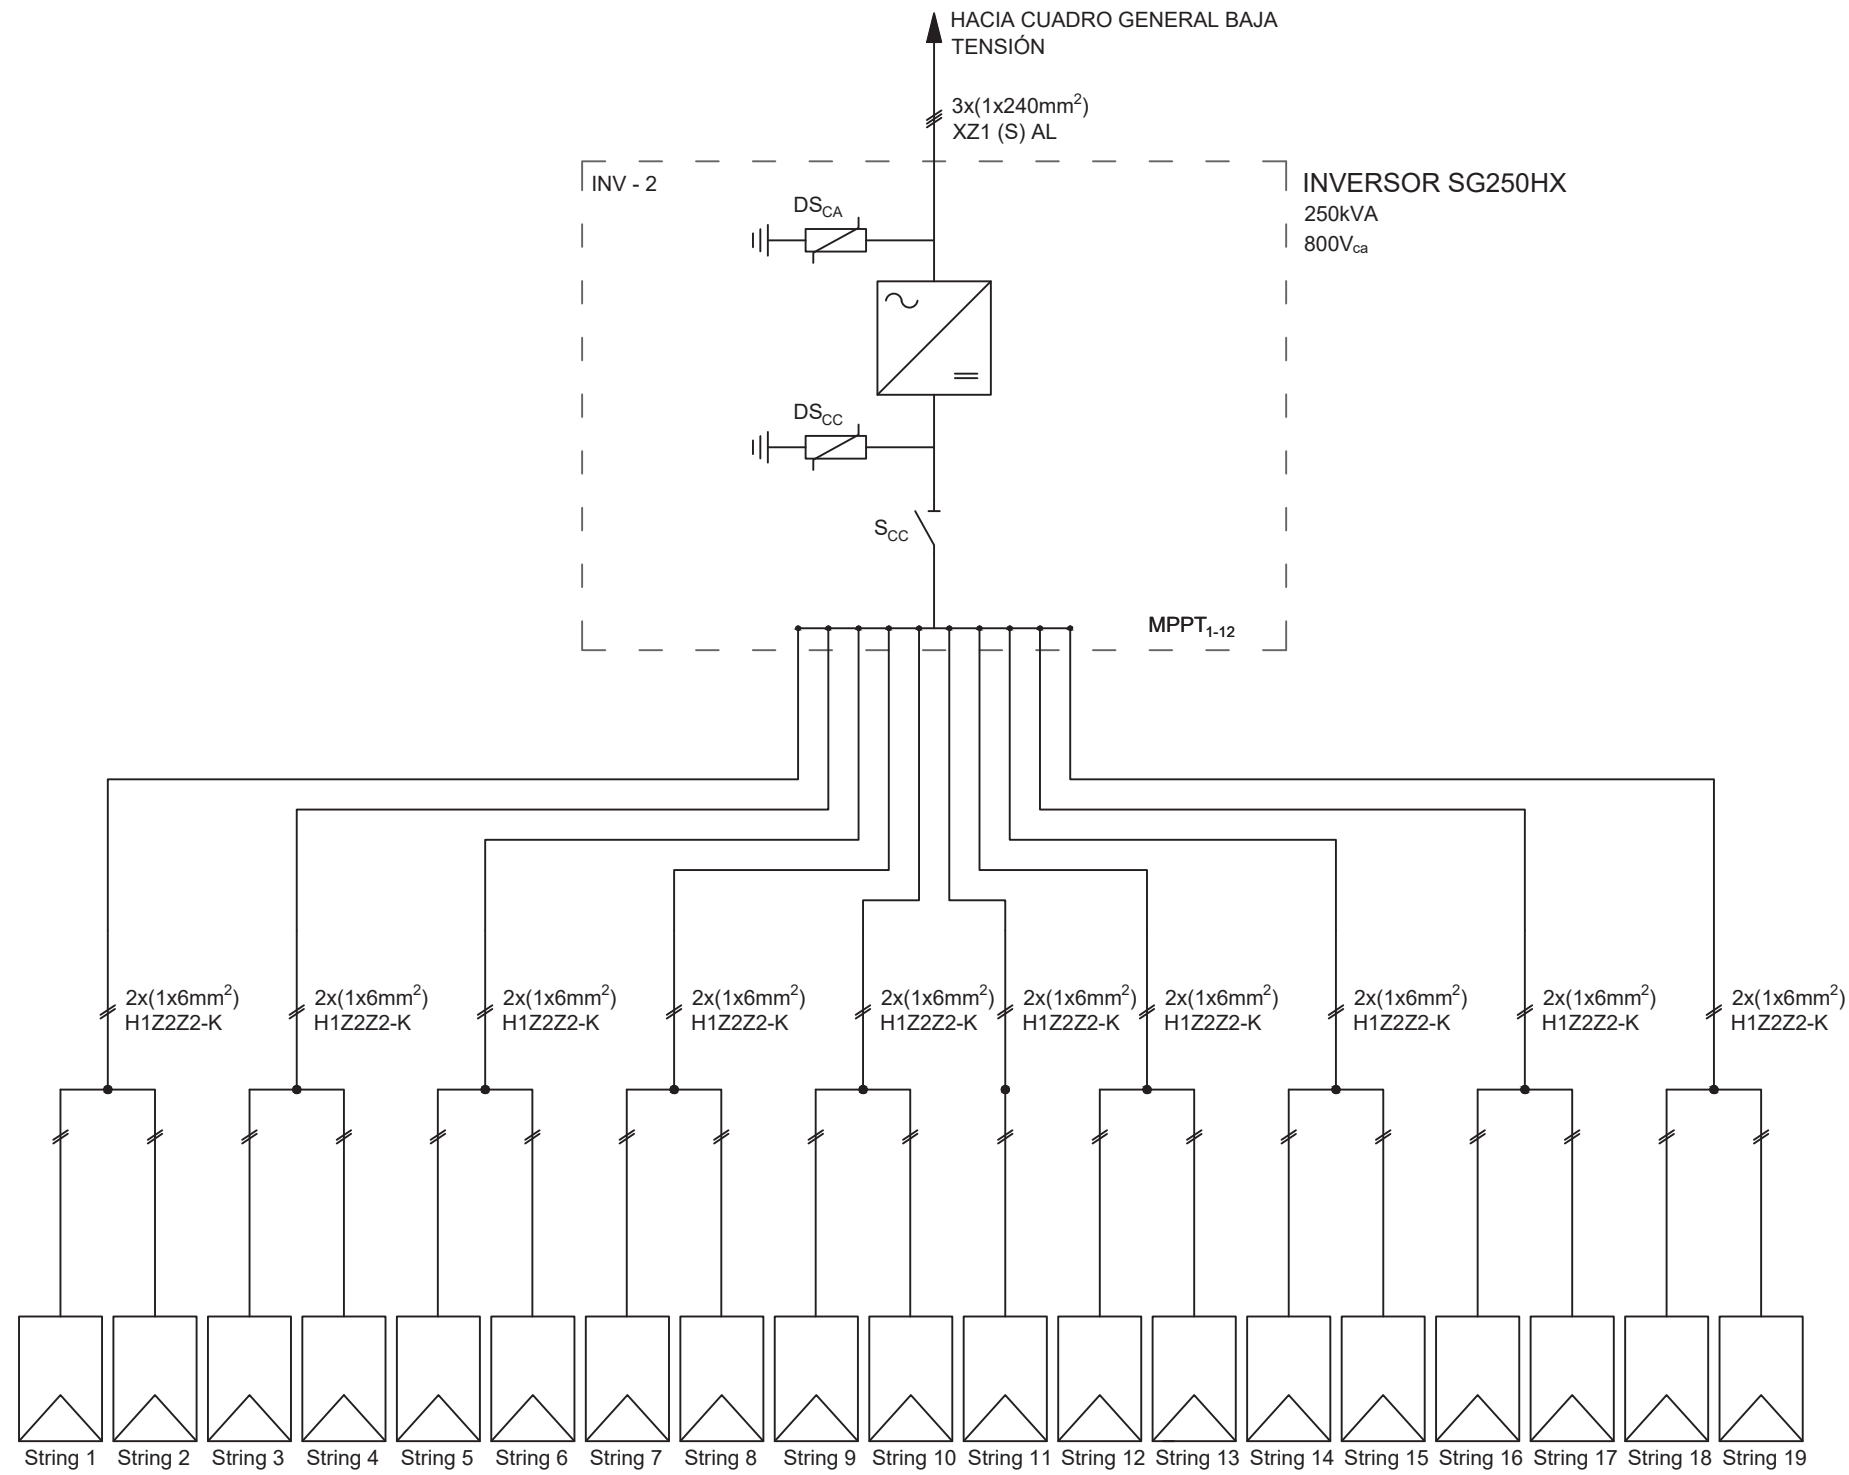 HACIA CUADRO GENERAL BAJA
TENSIÓN
3x(1x240mm²)
XZ1 (S) AL
INV - 2
INVERSOR SG250HX
250kVA
800Vca
DSCA
DSCC
SCC
MPPT1-12
2x(1x6mm²)
H1Z2Z2-K
2x(1x6mm²)
H1Z2Z2-K
2x(1x6mm²)
H1Z2Z2-K
2x(1x6mm²)
H1Z2Z2-K
2x(1x6mm²)
H1Z2Z2-K
2x(1x6mm²)
H1Z2Z2-K
2x(1x6mm²)
H1Z2Z2-K
2x(1x6mm²)
H1Z2Z2-K
2x(1x6mm²)
H1Z2Z2-K
2x(1x6mm²)
H1Z2Z2-K
String 1
String 2
String 3
String 4
String 5
String 6
String 7
String 8
String 9
String 10
String 11
String 12
String 13
String 14
String 15
String 16
String 17
String 18
String 19